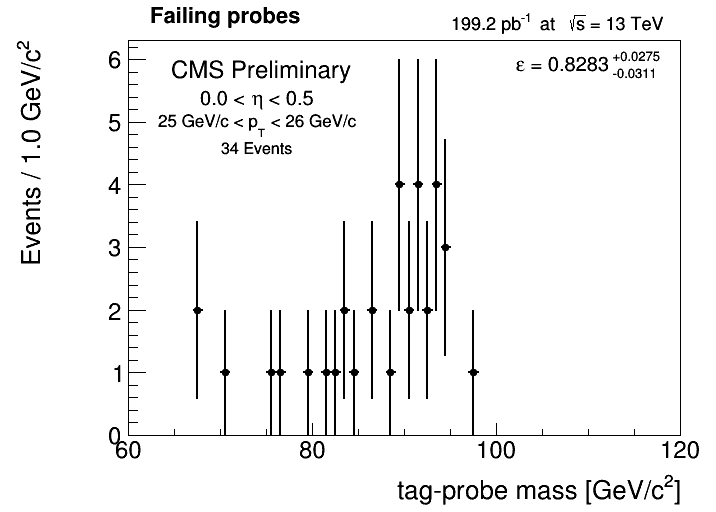 Failing probes
199.2 pb⁻¹ at √s = 13 TeV
CMS Preliminary
0.0 < η < 0.5
25 GeV/c < p_T < 26 GeV/c
34 Events
ε = 0.8283 +0.0275 -0.0311
Events / 1.0 GeV/c²
6
5
4
3
2
1
0
60 80 100 120
tag-probe mass [GeV/c²]